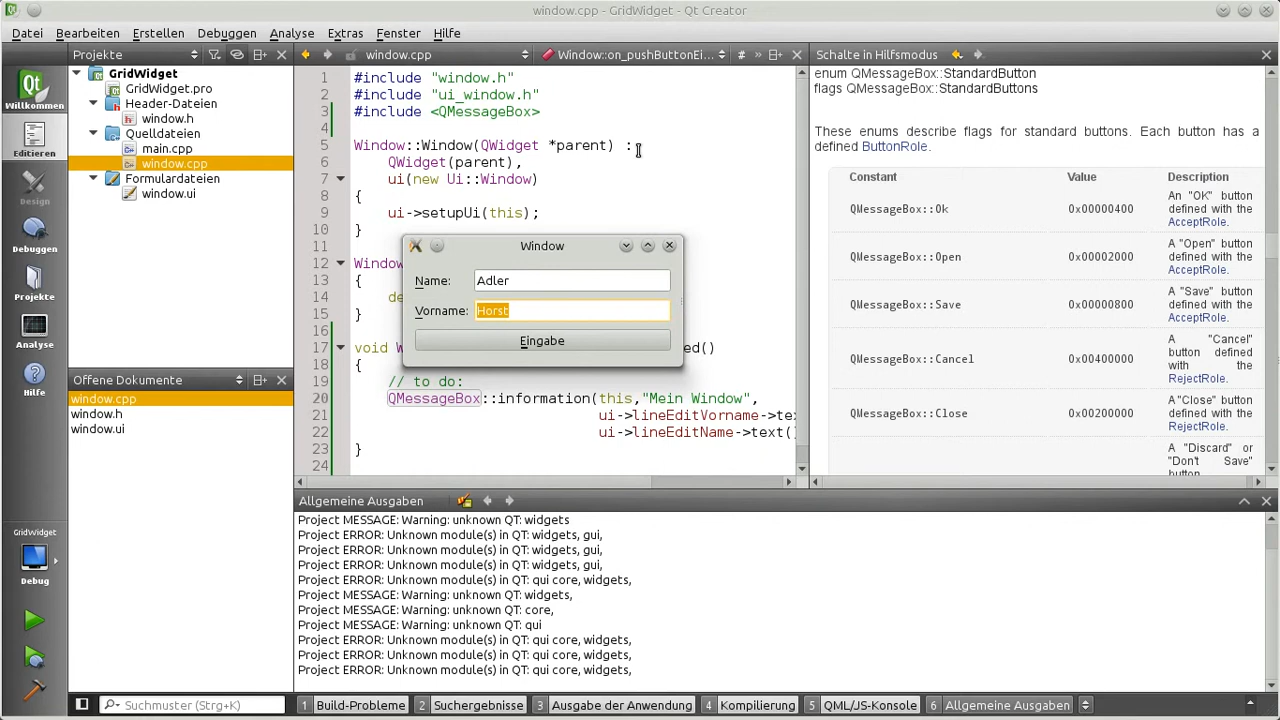 window.cpp - GridWidget - Qt Creator
Datei Bearbeiten Erstellen Debuggen Analyse Extras Fenster Hilfe
Projekte
window.cpp
Window::on_pushButtonEi...
#
»
Schalte in Hilfsmodus
Willkommen
Editieren
Design
Debuggen
Projekte
Analyse
Hilfe
GridWidget
Debug
GridWidget
GridWidget.pro
Header-Dateien
window.h
Quelldateien
main.cpp
window.cpp
Formulardateien
window.ui
Offene Dokumente
window.cpp
window.h
window.ui
1 #include "window.h"
2 #include "ui_window.h"
3 #include <QMessageBox>
4
5 Window::Window(QWidget *parent) :
6 QWidget(parent),
7 ui(new Ui::Window)
8 {
9 ui->setupUi(this);
10 }
11
12 Window
13 {
14 de
15 }
16
17 void W ed()
18 {
19 // to do:
20 QMessageBox::information(this,"Mein Window",
21 ui->lineEditVorname->tex
22 ui->lineEditName->text()
23 }
24
Window
Name: Adler
Vorname: Horst
Eingabe
enum QMessageBox::StandardButton
flags QMessageBox::StandardButtons
These enums describe flags for standard buttons. Each button has a
defined ButtonRole.
Constant Value Description
QMessageBox::Ok 0x00000400 An "OK" button
defined with the
AcceptRole.
QMessageBox::Open 0x00002000 A "Open" button
defined with the
AcceptRole.
QMessageBox::Save 0x00000800 A "Save" button
defined with the
AcceptRole.
QMessageBox::Cancel 0x00400000 A "Cancel"
button defined
with the
RejectRole.
QMessageBox::Close 0x00200000 A "Close" button
defined with the
RejectRole.
A "Discard" or
"Don't Save"
button
Allgemeine Ausgaben
Project MESSAGE: Warning: unknown QT: widgets
Project ERROR: Unknown module(s) in QT: widgets, gui,
Project ERROR: Unknown module(s) in QT: widgets, gui,
Project ERROR: Unknown module(s) in QT: widgets, gui,
Project ERROR: Unknown module(s) in QT: qui core, widgets,
Project MESSAGE: Warning: unknown QT: widgets,
Project MESSAGE: Warning: unknown QT: core,
Project MESSAGE: Warning: unknown QT: qui
Project ERROR: Unknown module(s) in QT: qui core, widgets,
Project ERROR: Unknown module(s) in QT: qui core, widgets,
Project ERROR: Unknown module(s) in QT: qui core, widgets,
Suchmuster (Strg+K)
1 Build-Probleme 2 Suchergebnisse 3 Ausgabe der Anwendung 4 Kompilierung 5 QML/JS-Konsole 6 Allgemeine Ausgaben